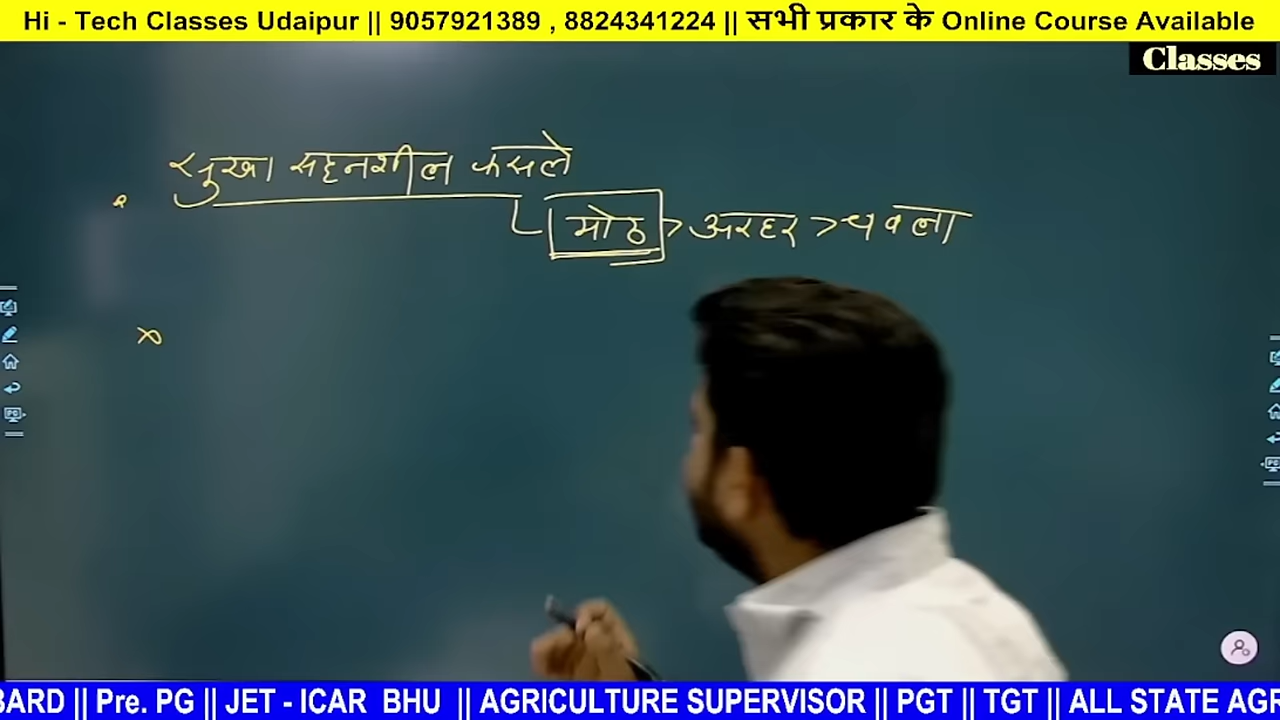 Hi - Tech Classes Udaipur || 9057921389 , 8824341224 || सभी प्रकार के Online Course Available
Classes
सुखा सहनशील फसले
मोठ > अरहर > चवला
BARD || Pre. PG || JET - ICAR BHU || AGRICULTURE SUPERVISOR || PGT || TGT || ALL STATE AGR